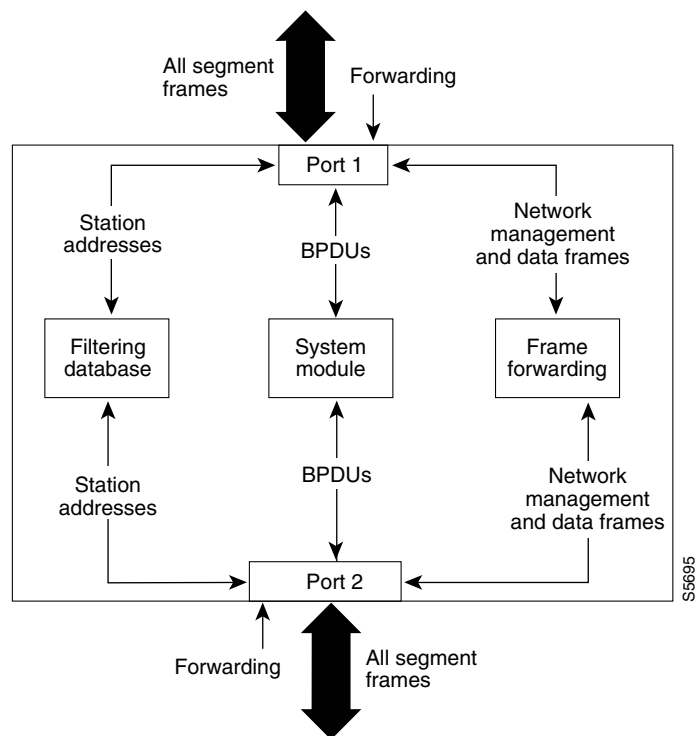 All segment
frames
Forwarding
Port 1
Station
addresses
BPDUs
Network
management
and data frames
Filtering
database
System
module
Frame
forwarding
Station
addresses
BPDUs
Network
management
and data frames
Port 2
S5695
Forwarding
All segment
frames